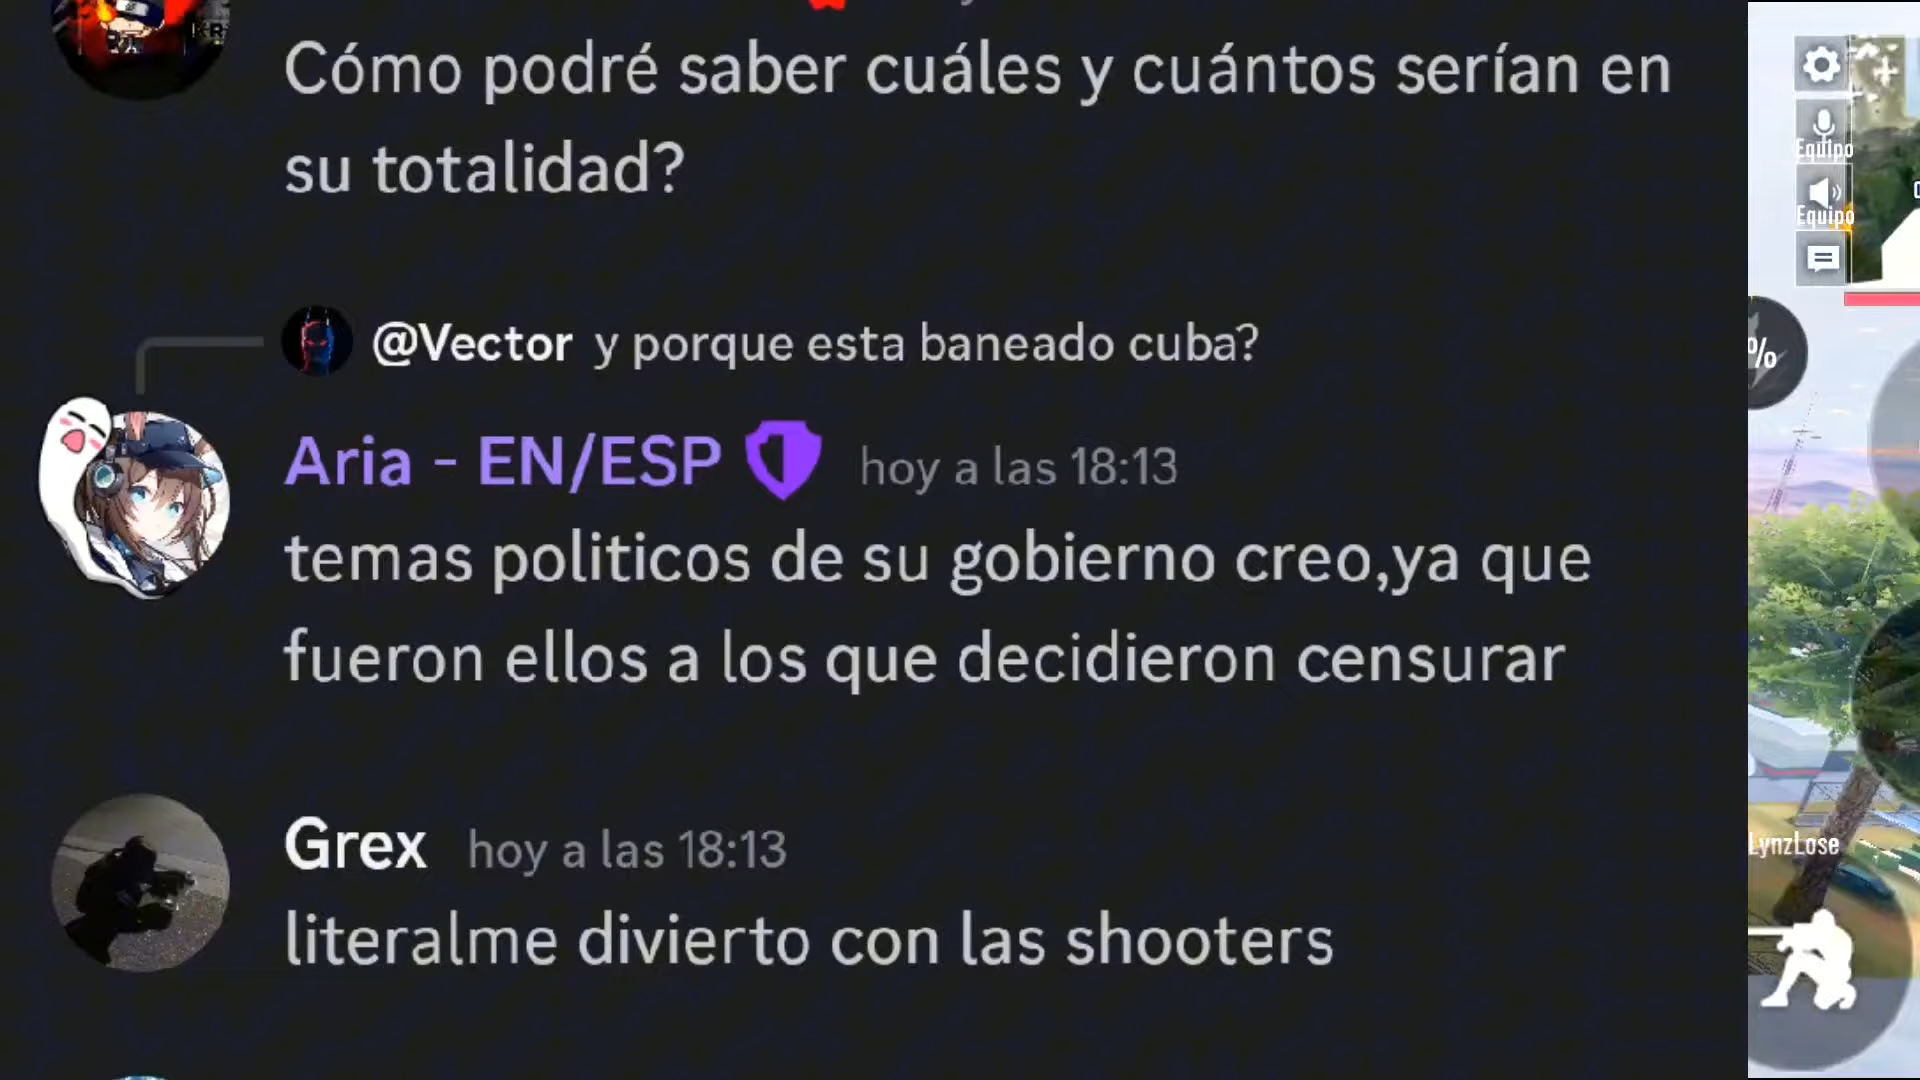 Cómo podré saber cuáles y cuántos serían en
su totalidad?
@Vector y porque esta baneado cuba?
Aria - EN/ESP hoy a las 18:13
temas politicos de su gobierno creo,ya que
fueron ellos a los que decidieron censurar
Grex hoy a las 18:13
literalme divierto con las shooters
Equipo
Equipo
%
LynzLose